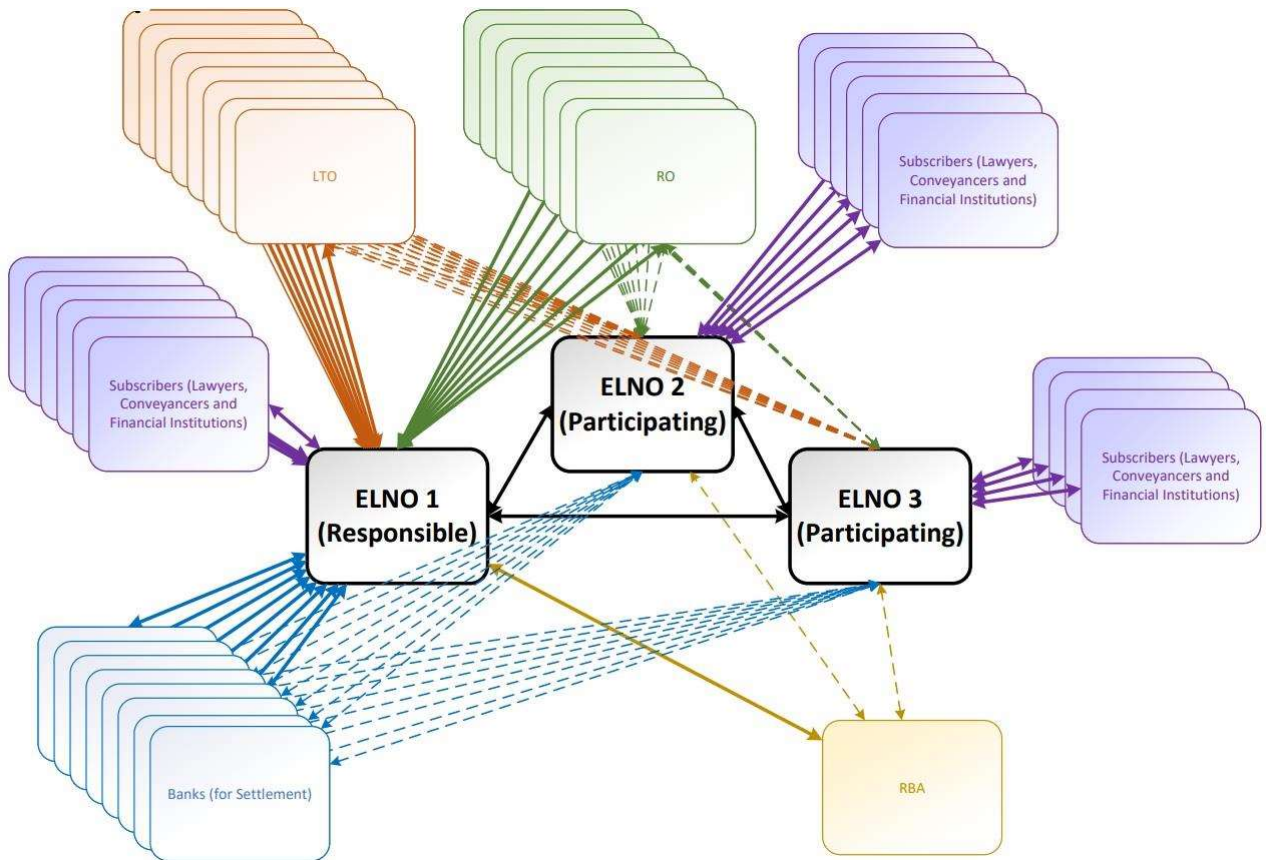 LTO
RO
Subscribers (Lawyers,
Conveyancers and
Financial Institutions)
Subscribers (Lawyers,
Conveyancers and
Financial Institutions)
ELNO 2
(Participating)
ELNO 1
(Responsible)
ELNO 3
(Participating)
Subscribers (Lawyers,
Conveyancers and
Financial Institutions)
Banks (for Settlement)
RBA